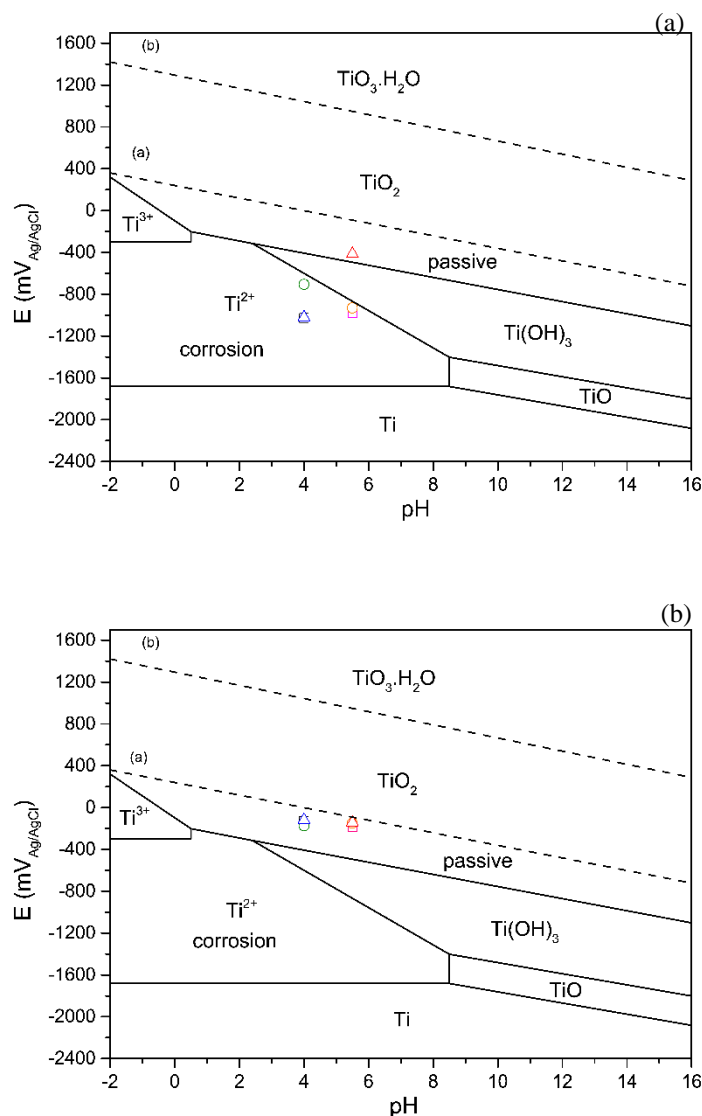 (a)
1600
(b)
TiO₃.H₂O
1200
800
(a)
400
TiO₂
0
Ti³⁺
-400
passive
-800
Ti²⁺
Ti(OH)₃
-1200
corrosion
-1600
TiO
-2000
Ti
-2400
E (mV_Ag/AgCl)
-2 0 2 4 6 8 10 12 14 16
pH
(b)
1600
(b)
TiO₃.H₂O
1200
800
(a)
400
TiO₂
0
Ti³⁺
-400
passive
-800
Ti²⁺
Ti(OH)₃
-1200
corrosion
-1600
TiO
-2000
Ti
-2400
E (mV_Ag/AgCl)
-2 0 2 4 6 8 10 12 14 16
pH